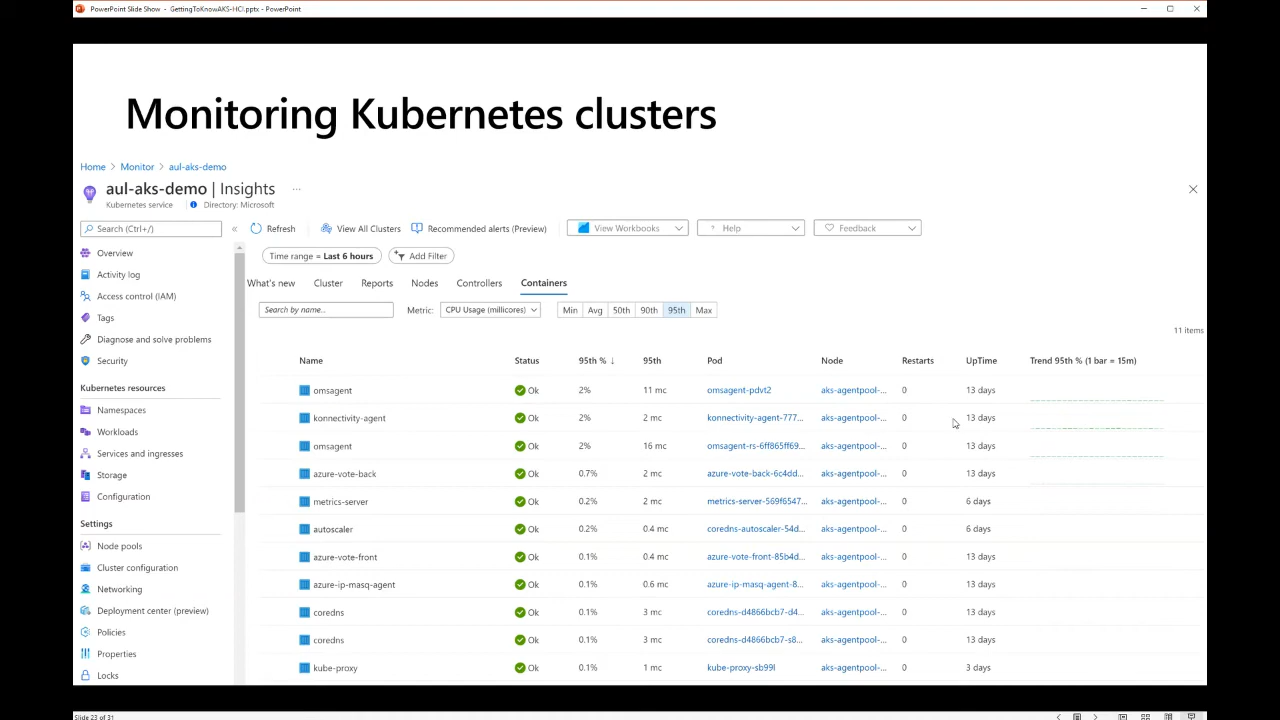 PowerPoint Slide Show - GettingToKnowAKS-HCI.pptx - PowerPoint
Monitoring Kubernetes clusters
Home > Monitor > aul-aks-demo
aul-aks-demo | Insights ...
Kubernetes service Directory: Microsoft
Search (Ctrl+/) « Refresh View All Clusters Recommended alerts (Preview) View Workbooks ? Help Feedback
Time range = Last 6 hours Add Filter
What's new Cluster Reports Nodes Controllers Containers
Search by name... Metric: CPU Usage (millicores) Min Avg 50th 90th 95th Max
11 items
Overview
Activity log
Access control (IAM)
Tags
Diagnose and solve problems
Security
Kubernetes resources
Namespaces
Workloads
Services and ingresses
Storage
Configuration
Settings
Node pools
Cluster configuration
Networking
Deployment center (preview)
Policies
Properties
Locks
Name Status 95th % ↓ 95th Pod Node Restarts UpTime Trend 95th % (1 bar = 15m)
omsagent Ok 2% 11 mc omsagent-pdvt2 aks-agentpool-... 0 13 days
konnectivity-agent Ok 2% 2 mc konnectivity-agent-777... aks-agentpool-... 0 13 days
omsagent Ok 2% 16 mc omsagent-rs-6ff865ff69... aks-agentpool-... 0 13 days
azure-vote-back Ok 0.7% 2 mc azure-vote-back-6c4dd... aks-agentpool-... 0 13 days
metrics-server Ok 0.2% 2 mc metrics-server-569f6547... aks-agentpool-... 0 6 days
autoscaler Ok 0.2% 0.4 mc coredns-autoscaler-54d... aks-agentpool-... 0 6 days
azure-vote-front Ok 0.1% 0.4 mc azure-vote-front-85b4d... aks-agentpool-... 0 13 days
azure-ip-masq-agent Ok 0.1% 0.6 mc azure-ip-masq-agent-8... aks-agentpool-... 0 13 days
coredns Ok 0.1% 3 mc coredns-d4866bcb7-d4... aks-agentpool-... 0 13 days
coredns Ok 0.1% 3 mc coredns-d4866bcb7-s8... aks-agentpool-... 0 13 days
kube-proxy Ok 0.1% 1 mc kube-proxy-sb99l aks-agentpool-... 0 3 days
Slide 23 of 31